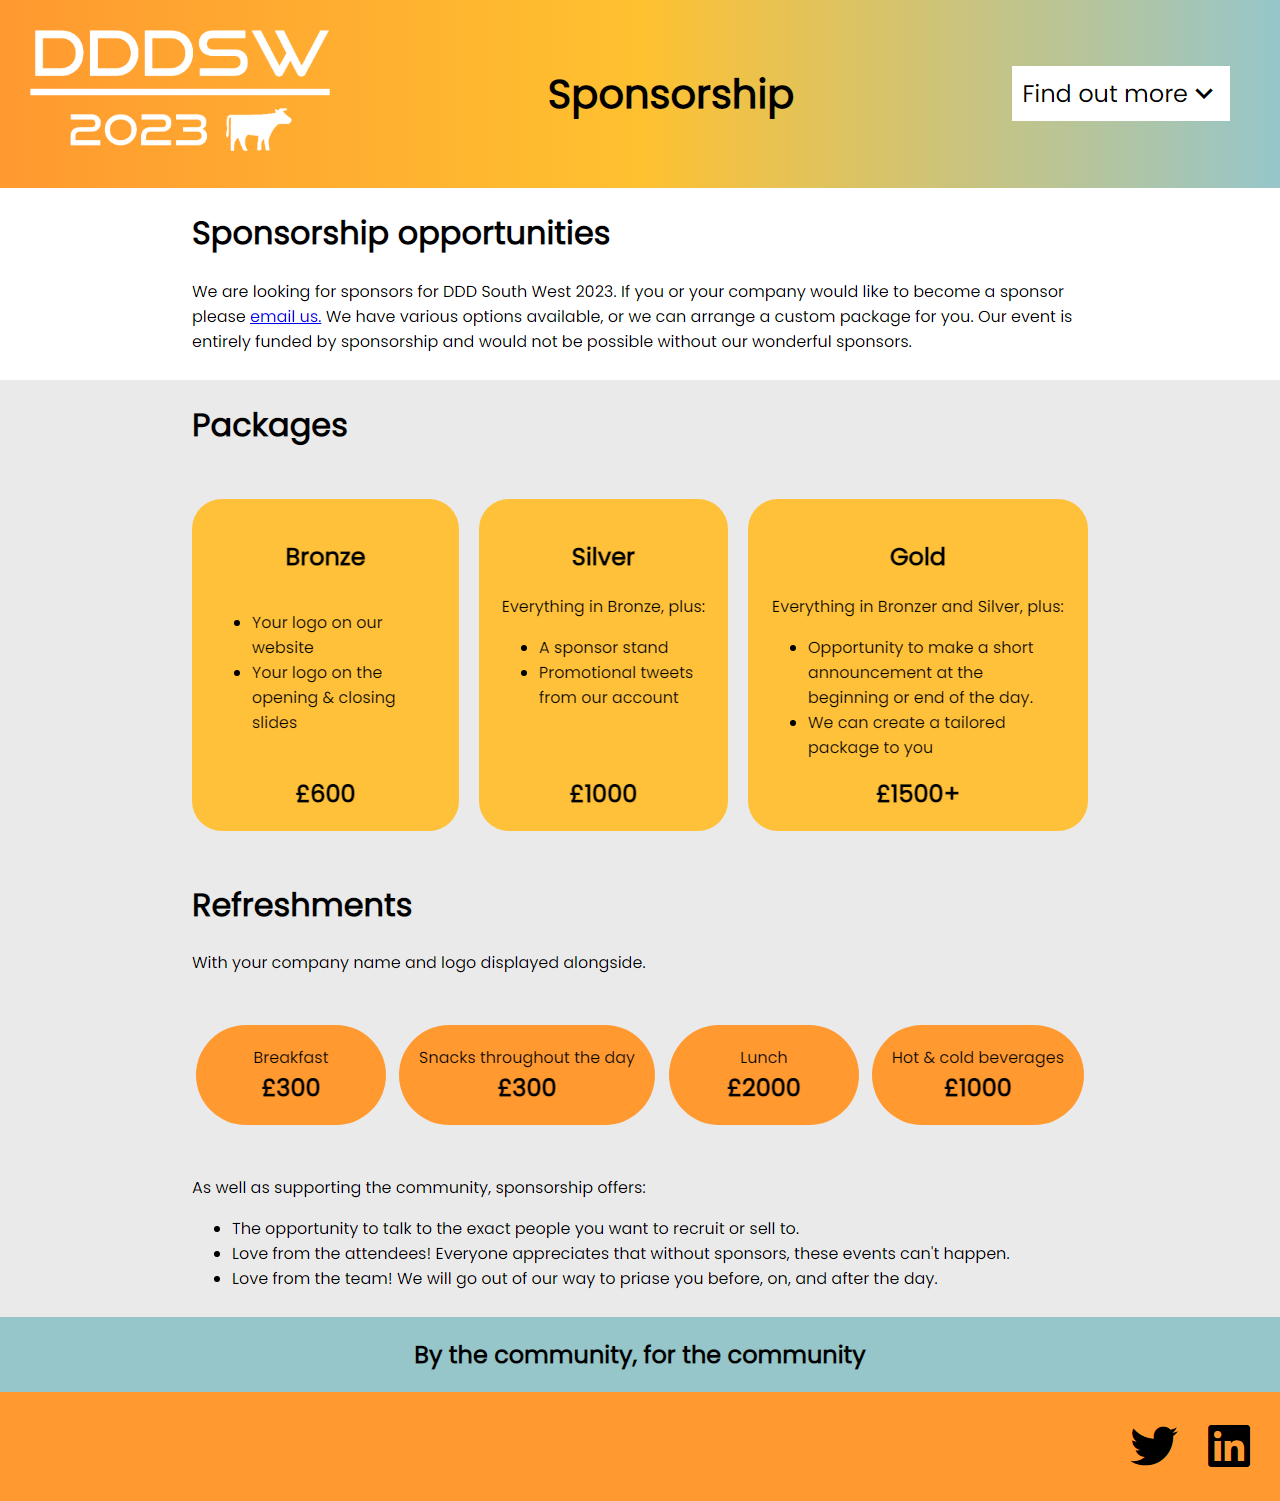 DDDSW
2023
Sponsorship
Find out more
Sponsorship opportunities
We are looking for sponsors for DDD South West 2023. If you or your company would like to become a sponsor
please email us. We have various options available, or we can arrange a custom package for you. Our event is
entirely funded by sponsorship and would not be possible without our wonderful sponsors.
Packages
Bronze
• Your logo on our
website
• Your logo on the
opening & closing
slides
£600
Silver
Everything in Bronze, plus:
• A sponsor stand
• Promotional tweets
from our account
£1000
Gold
Everything in Bronzer and Silver, plus:
• Opportunity to make a short
announcement at the
beginning or end of the day.
• We can create a tailored
package to you
£1500+
Refreshments
With your company name and logo displayed alongside.
Breakfast
£300
Snacks throughout the day
£300
Lunch
£2000
Hot & cold beverages
£1000
As well as supporting the community, sponsorship offers:
• The opportunity to talk to the exact people you want to recruit or sell to.
• Love from the attendees! Everyone appreciates that without sponsors, these events can't happen.
• Love from the team! We will go out of our way to priase you before, on, and after the day.
By the community, for the community
in